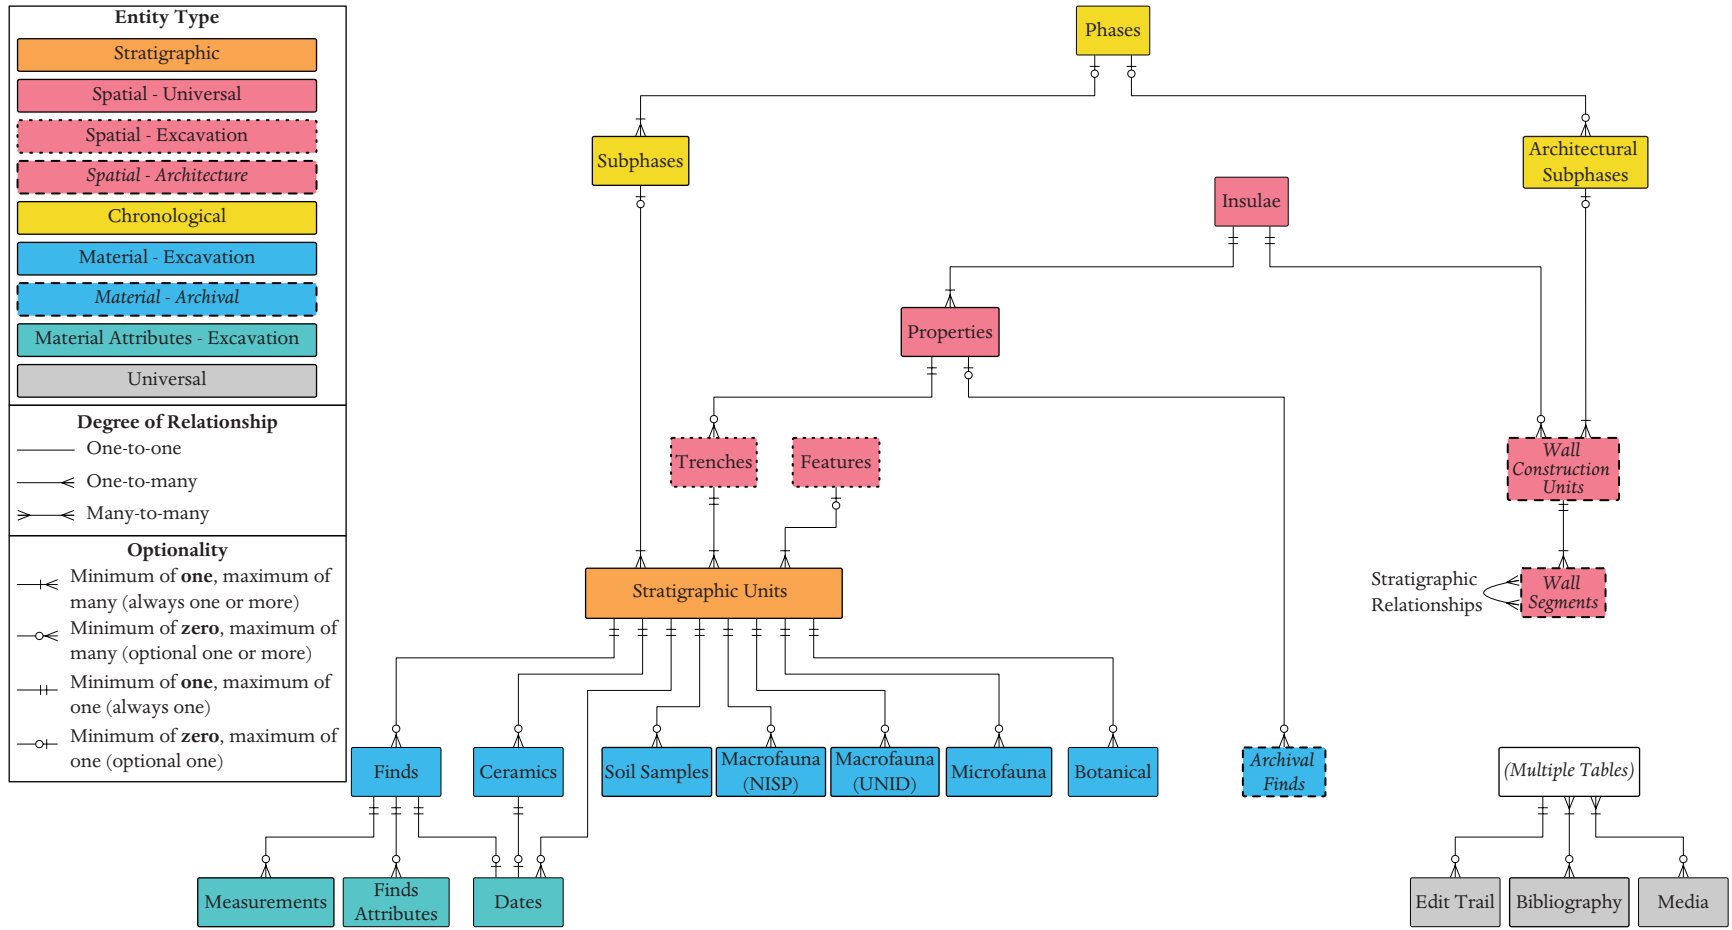 Entity Type
Stratigraphic
Spatial - Universal
Spatial - Excavation
Spatial - Architecture
Chronological
Material - Excavation
Material - Archival
Material Attributes - Excavation
Universal
Degree of Relationship
One-to-one
One-to-many
Many-to-many
Optionality
Minimum of one, maximum of
many (always one or more)
Minimum of zero, maximum of
many (optional one or more)
Minimum of one, maximum of
one (always one)
Minimum of zero, maximum of
one (optional one)
Phases
Subphases
Architectural
Subphases
Insulae
Properties
Trenches
Features
Wall
Construction
Units
Stratigraphic Units
Stratigraphic
Relationships
Wall
Segments
Finds
Ceramics
Soil Samples
Macrofauna
(NISP)
Macrofauna
(UNID)
Microfauna
Botanical
Archival
Finds
(Multiple Tables)
Measurements
Finds
Attributes
Dates
Edit Trail
Bibliography
Media